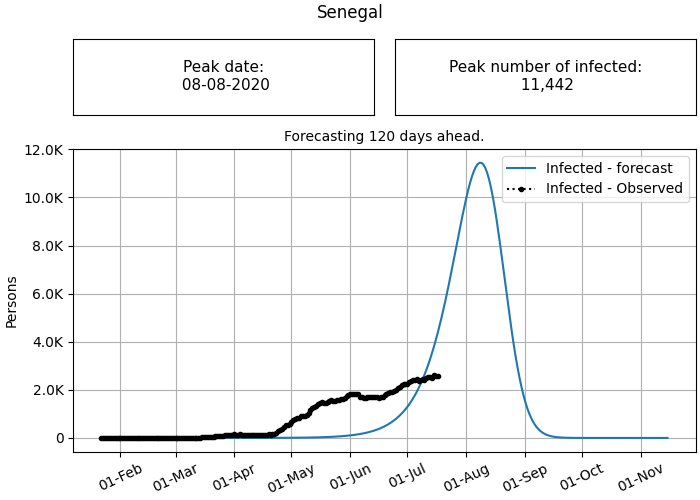 Senegal
Peak date:
08-08-2020
Peak number of infected:
11,442
Forecasting 120 days ahead.
12.0K
10.0K
8.0K
6.0K
4.0K
2.0K
0
Persons
Infected - forecast
Infected - Observed
01-Feb
01-Mar
01-Apr
01-May
01-Jun
01-Jul
01-Aug
01-Sep
01-Oct
01-Nov